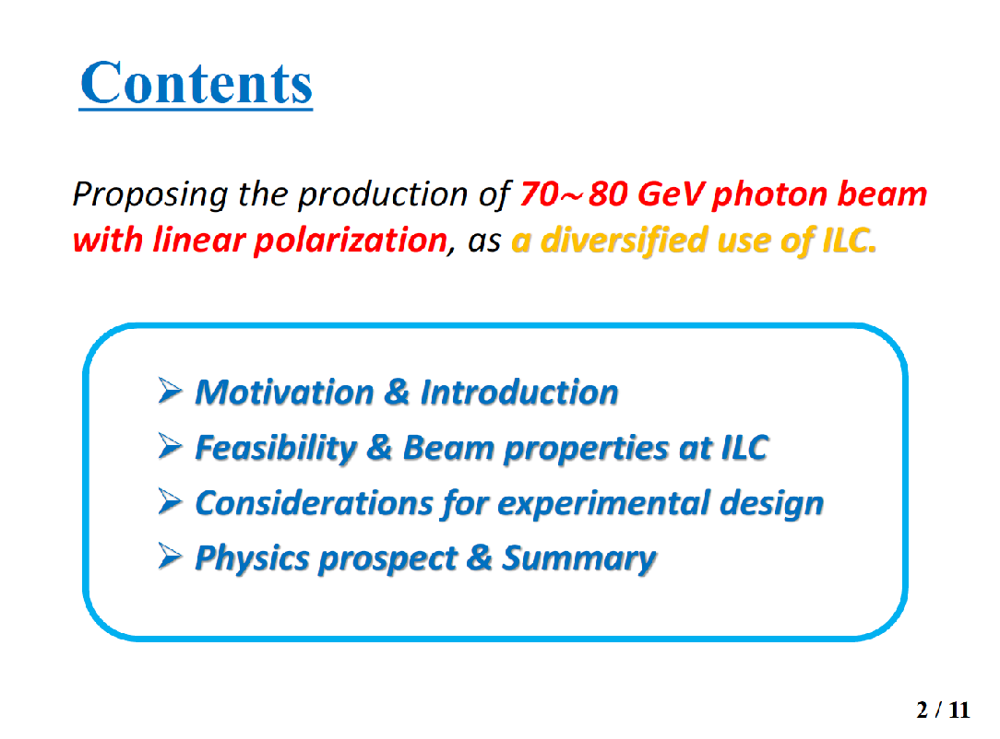 Contents
Proposing the production of 70~80 GeV photon beam
with linear polarization, as a diversified use of ILC.
➢ Motivation & Introduction
➢ Feasibility & Beam properties at ILC
➢ Considerations for experimental design
➢ Physics prospect & Summary
2 / 11